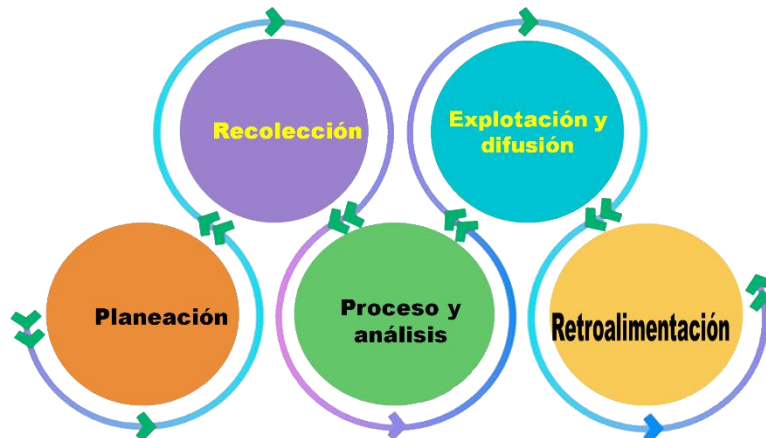 Planeación
Recolección
Proceso y
análisis
Explotación y
difusión
Retroalimentación